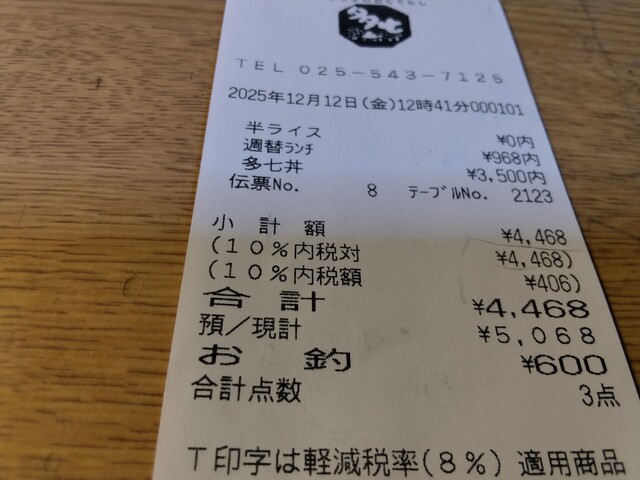 TEL 025-543-7125
2025年12月12日(金)12時41分000101
半ライス ¥0内
週替ﾗﾝﾁ ¥968内
多七丼 ¥3,500内
伝票No. 8 ﾃｰﾌﾞﾙNo. 2123
小計額 ¥4,468
(10%内税対 ¥4,468)
(10%内税額 ¥406)
合計 ¥4,468
預/現計 ¥5,068
お釣 ¥600
合計点数 3点
T印字は軽減税率(8%)適用商品